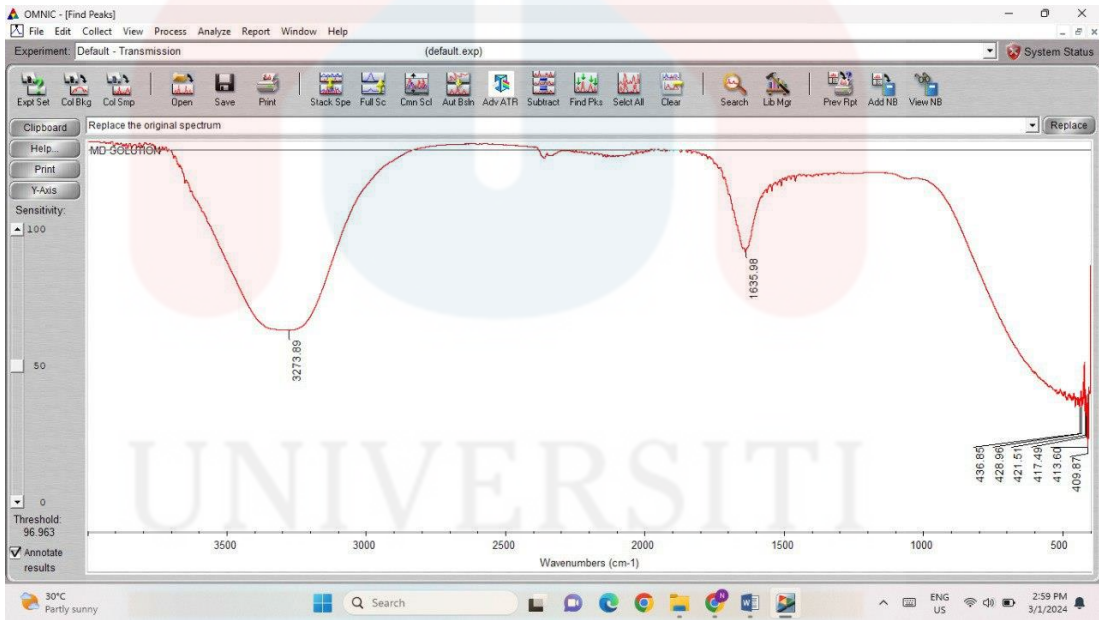 OMNIC - [Find Peaks]
File Edit Collect View Process Analyze Report Window Help
Experiment: Default - Transmission (default.exp) System Status
Expt Set Col Bkg Col Smp Open Save Print Stack Spe Full Sc Cmn Scl Aut Bsln Adv ATR Subtract Find Pks Selct All Clear Search Lib Mgr Prev Rpt Add NB View NB
Clipboard Replace the original spectrum Replace
Help...
Print
Y-Axis
Sensitivity:
100
50
0
Threshold:
96.963
Annotate
results
MD SOLUTION
3273.89
1635.98
436.85
428.96
421.51
417.49
413.60
409.87
UNIVERSITI
3500 3000 2500 2000 1500 1000 500
Wavenumbers (cm-1)
30°C
Partly sunny
Search
N
W
ENG
US
2:59 PM
3/1/2024